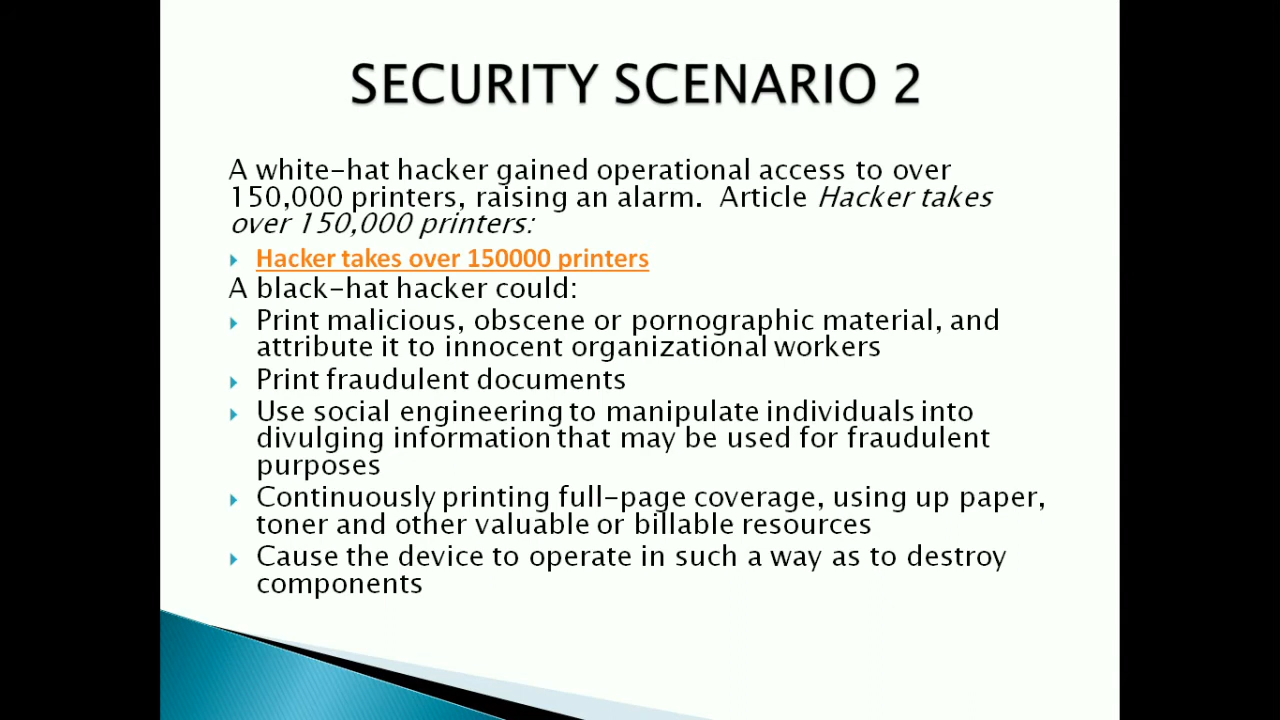 SECURITY SCENARIO 2
A white-hat hacker gained operational access to over
150,000 printers, raising an alarm.  Article Hacker takes
over 150,000 printers:
Hacker takes over 150000 printers
A black-hat hacker could:
Print malicious, obscene or pornographic material, and
attribute it to innocent organizational workers
Print fraudulent documents
Use social engineering to manipulate individuals into
divulging information that may be used for fraudulent
purposes
Continuously printing full-page coverage, using up paper,
toner and other valuable or billable resources
Cause the device to operate in such a way as to destroy
components